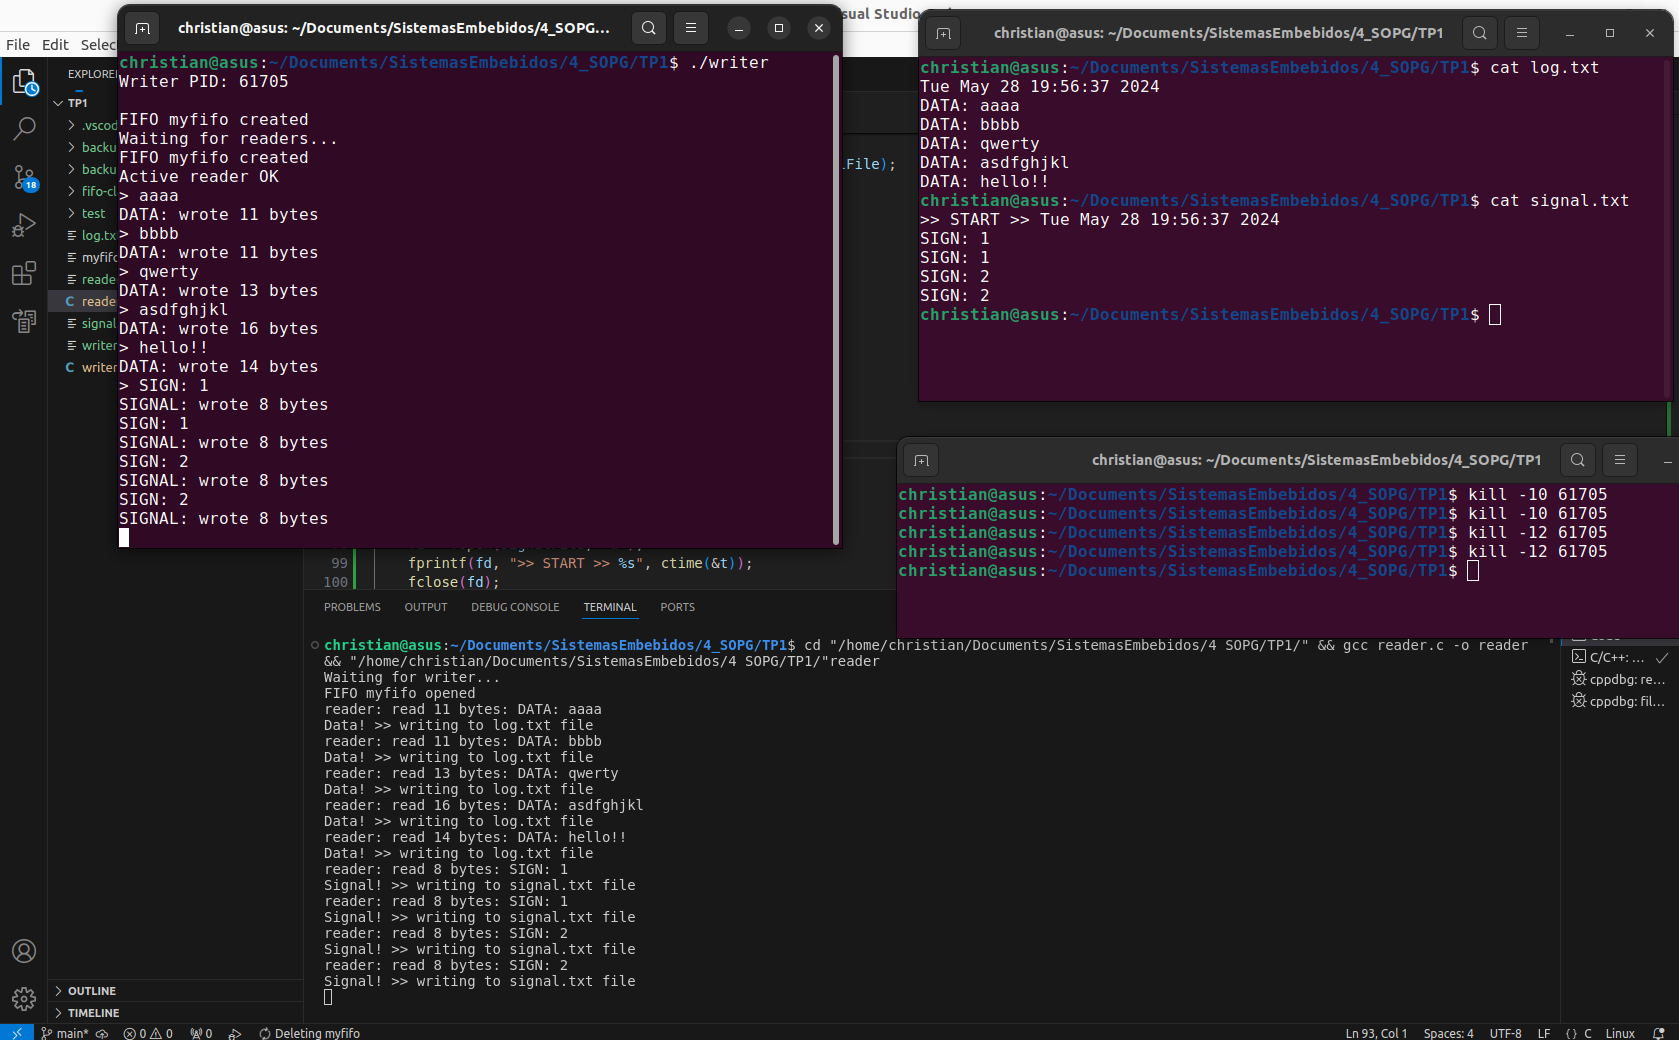 christian@asus: ~/Documents/SistemasEmbebidos/4_SOPG...
christian@asus:~/Documents/SistemasEmbebidos/4_SOPG/TP1$ ./writer
Writer PID: 61705
FIFO myfifo created
Waiting for readers...
FIFO myfifo created
Active reader OK
> aaaa
DATA: wrote 11 bytes
> bbbb
DATA: wrote 11 bytes
> qwerty
DATA: wrote 13 bytes
> asdfghjkl
DATA: wrote 16 bytes
> hello!!
DATA: wrote 14 bytes
> SIGN: 1
SIGNAL: wrote 8 bytes
SIGN: 1
SIGNAL: wrote 8 bytes
SIGN: 2
SIGNAL: wrote 8 bytes
SIGN: 2
SIGNAL: wrote 8 bytes
christian@asus: ~/Documents/SistemasEmbebidos/4_SOPG/TP1
christian@asus:~/Documents/SistemasEmbebidos/4_SOPG/TP1$ cat log.txt
Tue May 28 19:56:37 2024
DATA: aaaa
DATA: bbbb
DATA: qwerty
DATA: asdfghjkl
DATA: hello!!
christian@asus:~/Documents/SistemasEmbebidos/4_SOPG/TP1$ cat signal.txt
>> START >> Tue May 28 19:56:37 2024
SIGN: 1
SIGN: 1
SIGN: 2
SIGN: 2
christian@asus:~/Documents/SistemasEmbebidos/4_SOPG/TP1$
christian@asus: ~/Documents/SistemasEmbebidos/4_SOPG/TP1
christian@asus:~/Documents/SistemasEmbebidos/4_SOPG/TP1$ kill -10 61705
christian@asus:~/Documents/SistemasEmbebidos/4_SOPG/TP1$ kill -10 61705
christian@asus:~/Documents/SistemasEmbebidos/4_SOPG/TP1$ kill -12 61705
christian@asus:~/Documents/SistemasEmbebidos/4_SOPG/TP1$ kill -12 61705
christian@asus:~/Documents/SistemasEmbebidos/4_SOPG/TP1$
sual Studio
File Edit Selec
EXPLORE
TP1
.vscod
backu
backu
fifo-cl
test
log.tx
myfifo
reade
C reade
signal
writer
C writer
18
lFile);
99 fprintf(fd, ">> START >> %s", ctime(&t));
100 fclose(fd);
PROBLEMS OUTPUT DEBUG CONSOLE TERMINAL PORTS
christian@asus:~/Documents/SistemasEmbebidos/4_SOPG/TP1$ cd "/home/christian/Documents/SistemasEmbebidos/4_SOPG/TP1/" && gcc reader.c -o reader
&& "/home/christian/Documents/SistemasEmbebidos/4_SOPG/TP1/"reader
Waiting for writer...
FIFO myfifo opened
reader: read 11 bytes: DATA: aaaa
Data! >> writing to log.txt file
reader: read 11 bytes: DATA: bbbb
Data! >> writing to log.txt file
reader: read 13 bytes: DATA: qwerty
Data! >> writing to log.txt file
reader: read 16 bytes: DATA: asdfghjkl
Data! >> writing to log.txt file
reader: read 14 bytes: DATA: hello!!
Data! >> writing to log.txt file
reader: read 8 bytes: SIGN: 1
Signal! >> writing to signal.txt file
reader: read 8 bytes: SIGN: 1
Signal! >> writing to signal.txt file
reader: read 8 bytes: SIGN: 2
Signal! >> writing to signal.txt file
reader: read 8 bytes: SIGN: 2
Signal! >> writing to signal.txt file
C/C++: ...
cppdbg: re...
cppdbg: fil...
OUTLINE
TIMELINE
main* 0 0 0 Deleting myfifo Ln 93, Col 1 Spaces: 4 UTF-8 LF {} C Linux